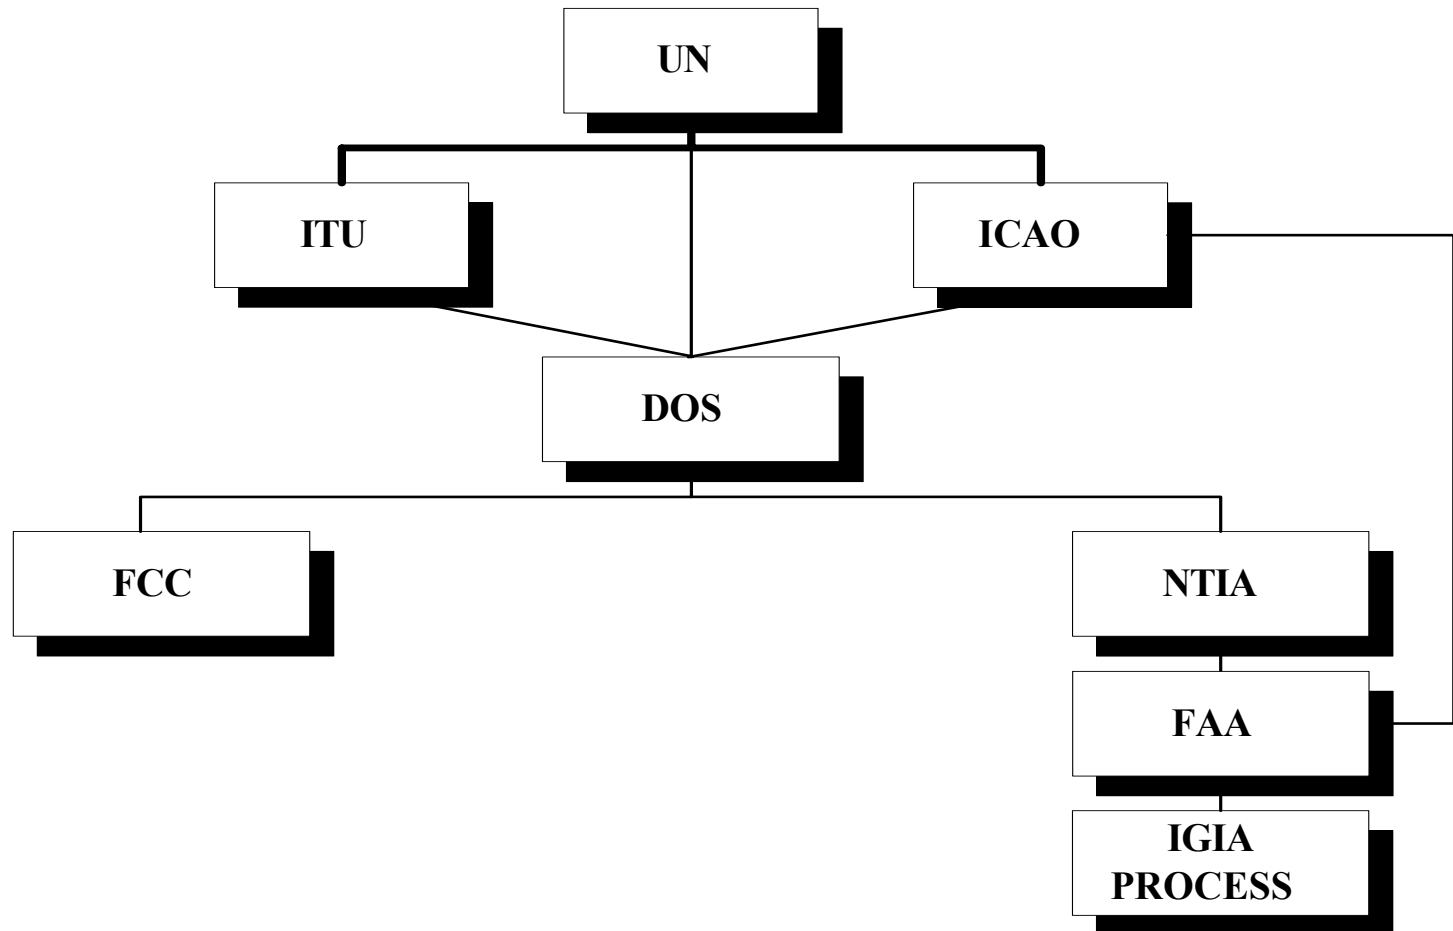 UN
ITU
ICAO
DOS
FCC
NTIA
FAA
IGIA
PROCESS